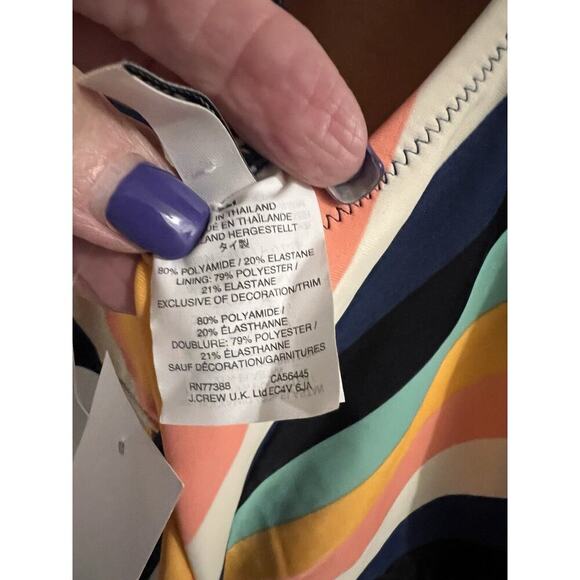 IN THAILAND
EN THAÏLANDE
HERGESTELLT
タイ製
80% POLYAMIDE / 20% ELASTANE
LINING: 79% POLYESTER /
21% ELASTANE
EXCLUSIVE OF DECORATION/TRIM
80% POLYAMIDE /
20% ÉLASTHANNE
DOUBLURE: 79% POLYESTER /
21% ÉLASTHANNE
SAUF DÉCORATION/GARNITURES
RN77388 CA56445
J.CREW U.K. Ltd EC4V 6JA